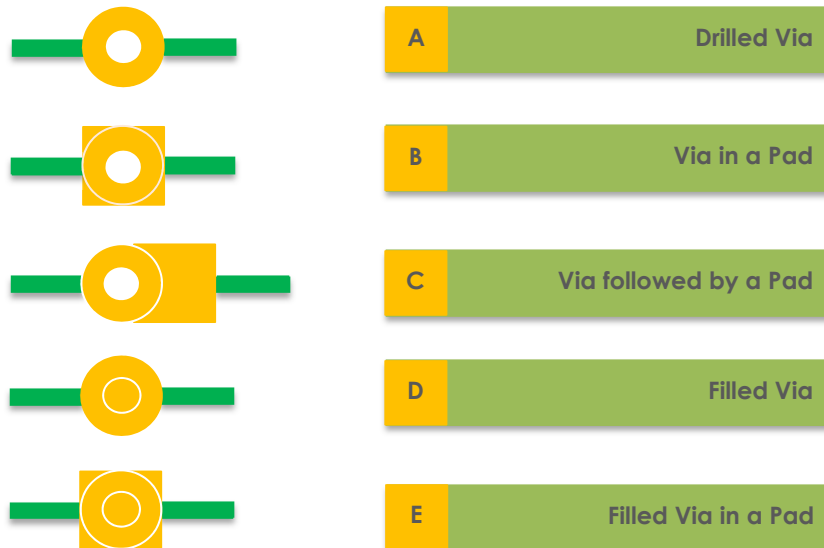 A Drilled Via
B Via in a Pad
C Via followed by a Pad
D Filled Via
E Filled Via in a Pad